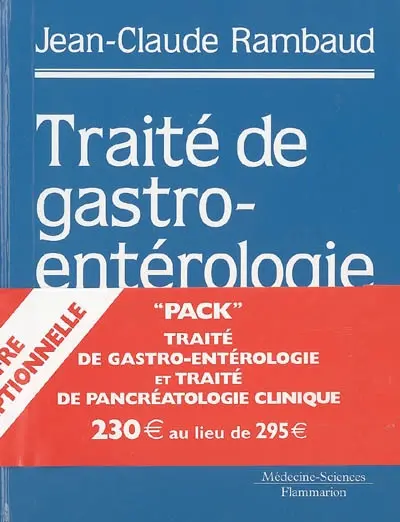 Jean-Claude Rambaud
Traité de
gastro-
entérologie
"PACK"
TRAITÉ
DE GASTRO-ENTÉROLOGIE
ET TRAITÉ
DE PANCRÉATOLOGIE CLINIQUE
230 € au lieu de 295 €
Médecine-Sciences
Flammarion